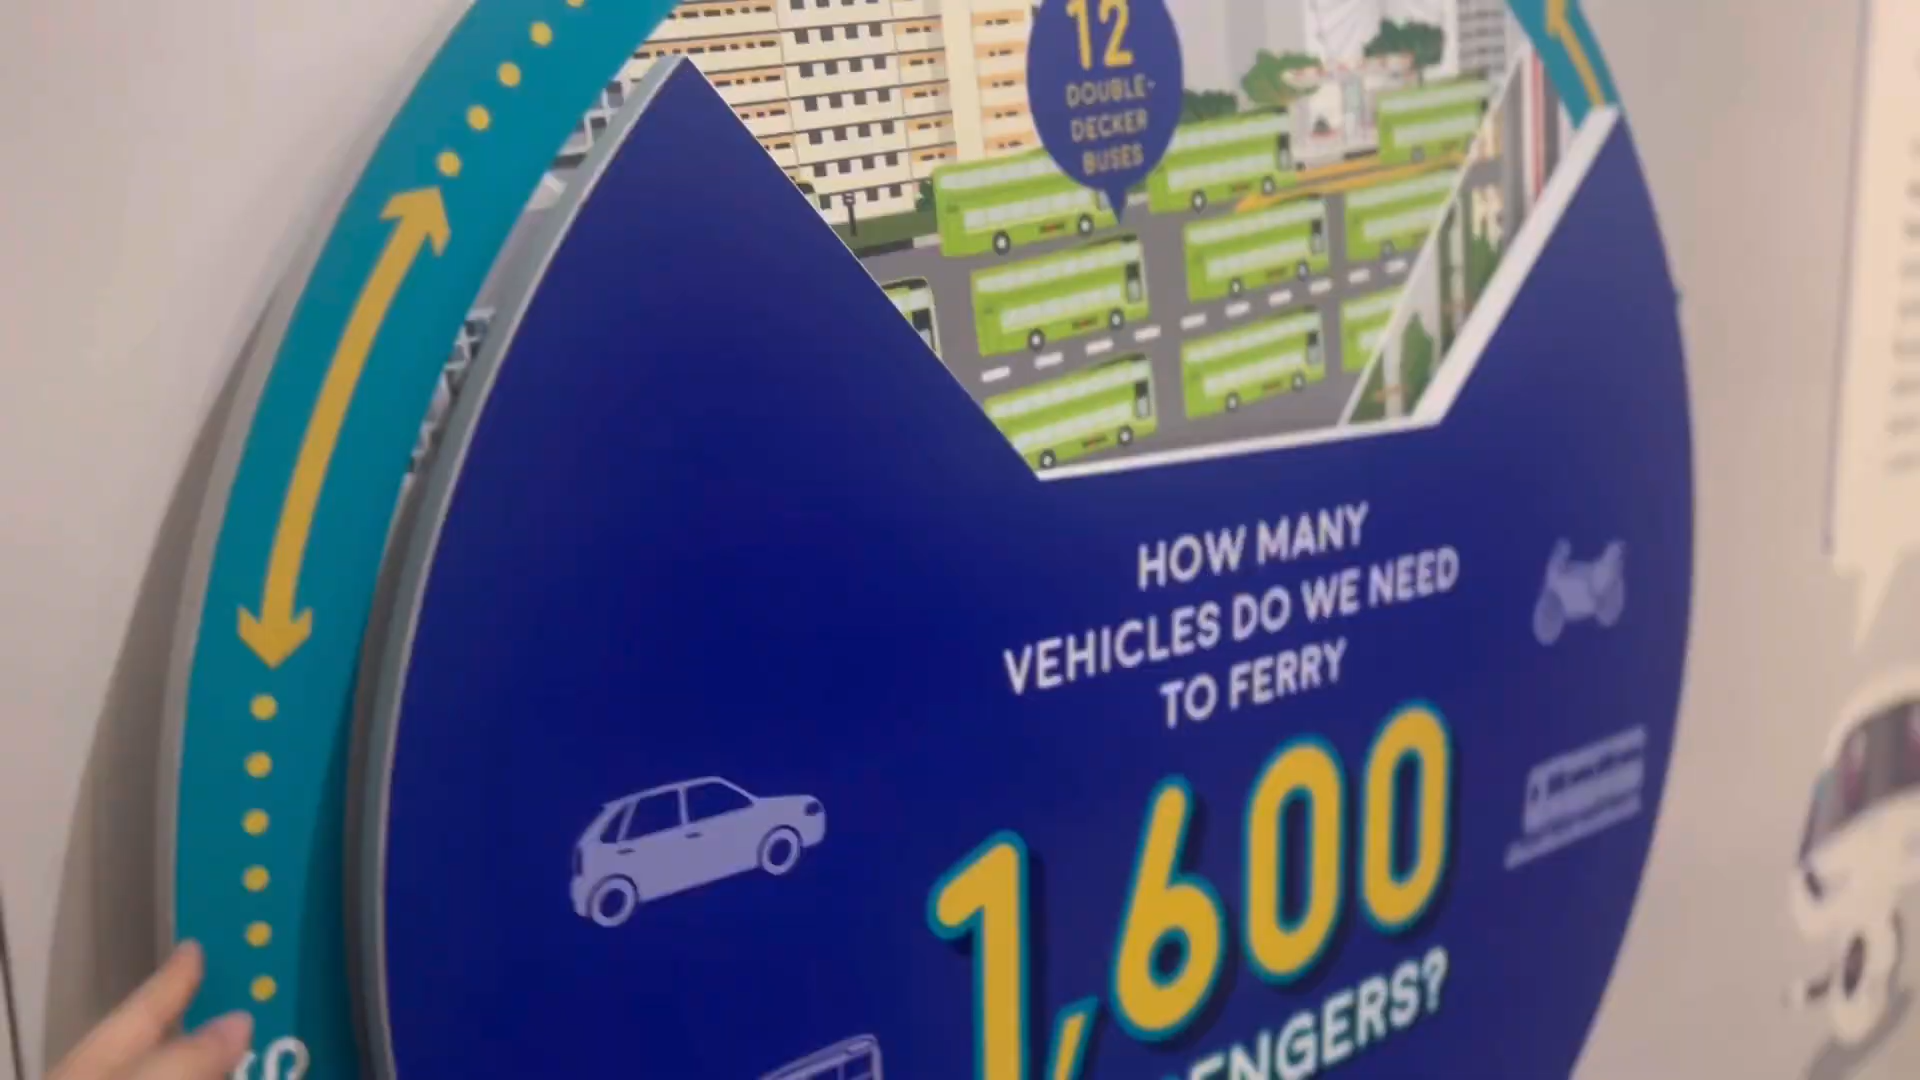 12
DOUBLE-
DECKER
BUSES
HOW MANY
VEHICLES DO WE NEED
TO FERRY
1,600
ENGERS?